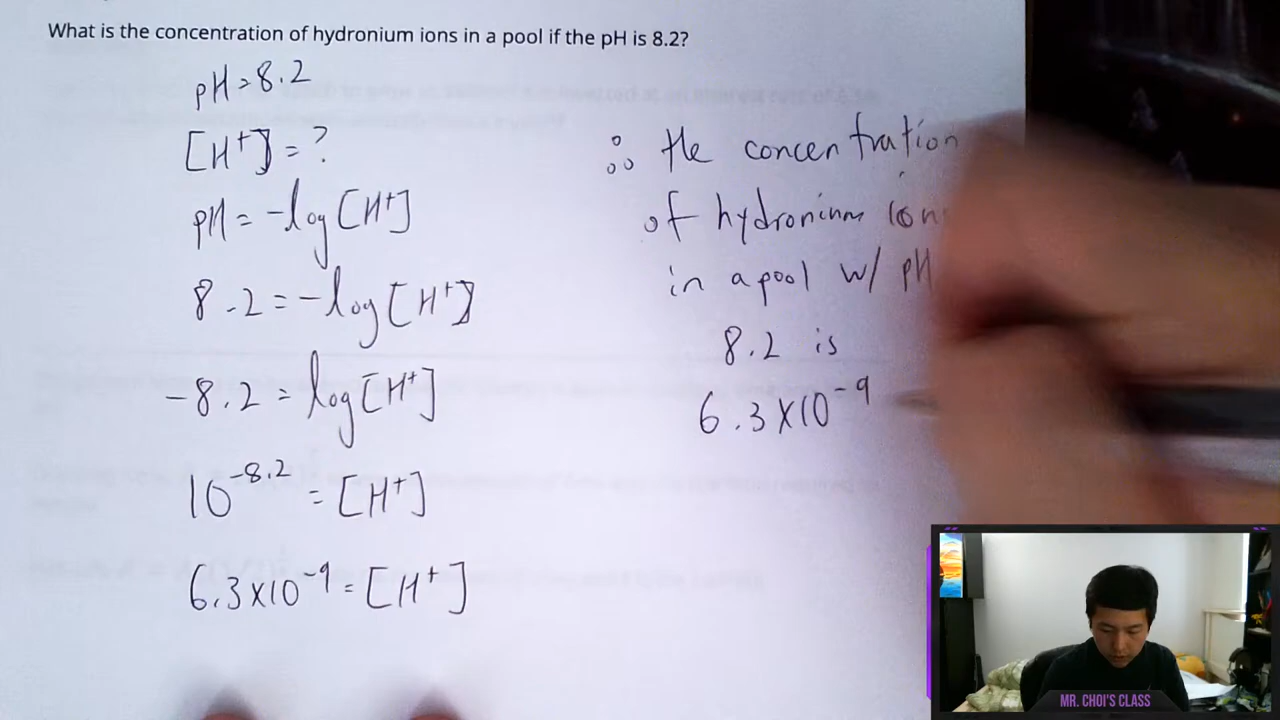 What is the concentration of hydronium ions in a pool if the pH is 8.2?
pH = 8.2
[H⁺] = ?
pH = -log[H⁺]
8.2 = -log[H⁺]
-8.2 = log[H⁺]
10⁻⁸·² = [H⁺]
6.3×10⁻⁹ = [H⁺]
∴ the concentration
of hydronium ion
in a pool w/ pH
8.2 is
6.3×10⁻⁹
MR. CHOI'S CLASS